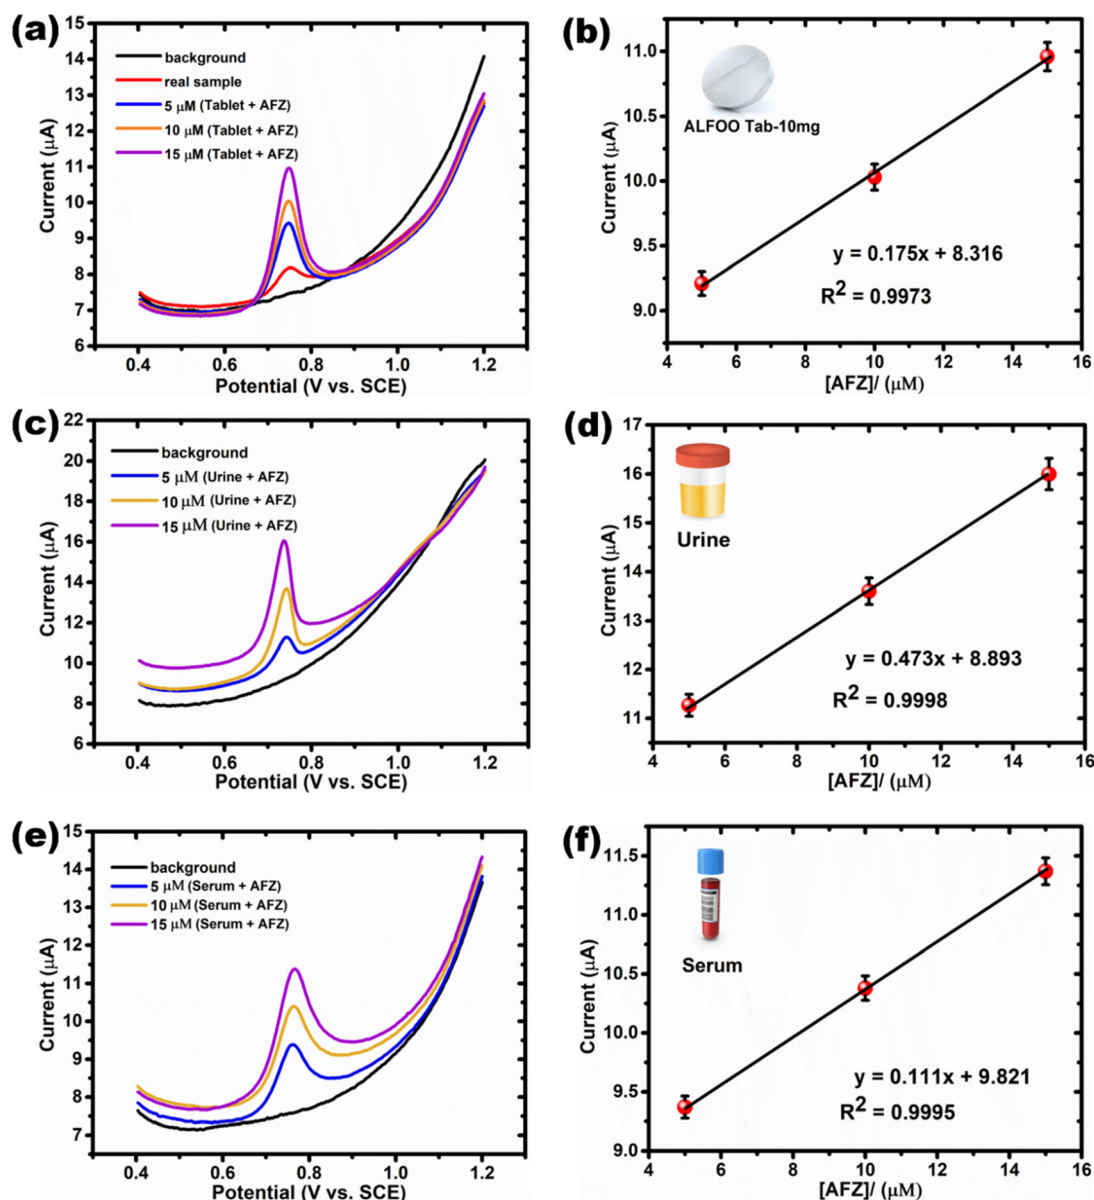 (a)
background
real sample
5 μM (Tablet + AFZ)
10 μM (Tablet + AFZ)
15 μM (Tablet + AFZ)
14
13
12
11
10
9
8
7
6
Current (μA)
0.4 0.6 0.8 1.0 1.2
Potential (V vs. SCE)
(b)
ALFOO Tab-10mg
11.0
10.5
10.0
9.5
9.0
Current (μA)
y = 0.175x + 8.316
R² = 0.9973
4 6 8 10 12 14 16
[AFZ]/ (μM)
(c)
background
5 μM (Urine + AFZ)
10 μM (Urine + AFZ)
15 μM (Urine + AFZ)
22
20
18
16
14
12
10
8
6
Current (μA)
0.4 0.6 0.8 1.0 1.2
Potential (V vs. SCE)
(d)
Urine
17
16
15
14
13
12
11
Current (μA)
y = 0.473x + 8.893
R² = 0.9998
4 6 8 10 12 14 16
[AFZ]/ (μM)
(e)
background
5 μM (Serum + AFZ)
10 μM (Serum + AFZ)
15 μM (Serum + AFZ)
15
14
13
12
11
10
9
8
7
Current (μA)
0.4 0.6 0.8 1.0 1.2
Potential (V vs. SCE)
(f)
Serum
11.5
11.0
10.5
10.0
9.5
9.0
Current (μA)
y = 0.111x + 9.821
R² = 0.9995
4 6 8 10 12 14 16
[AFZ]/ (μM)